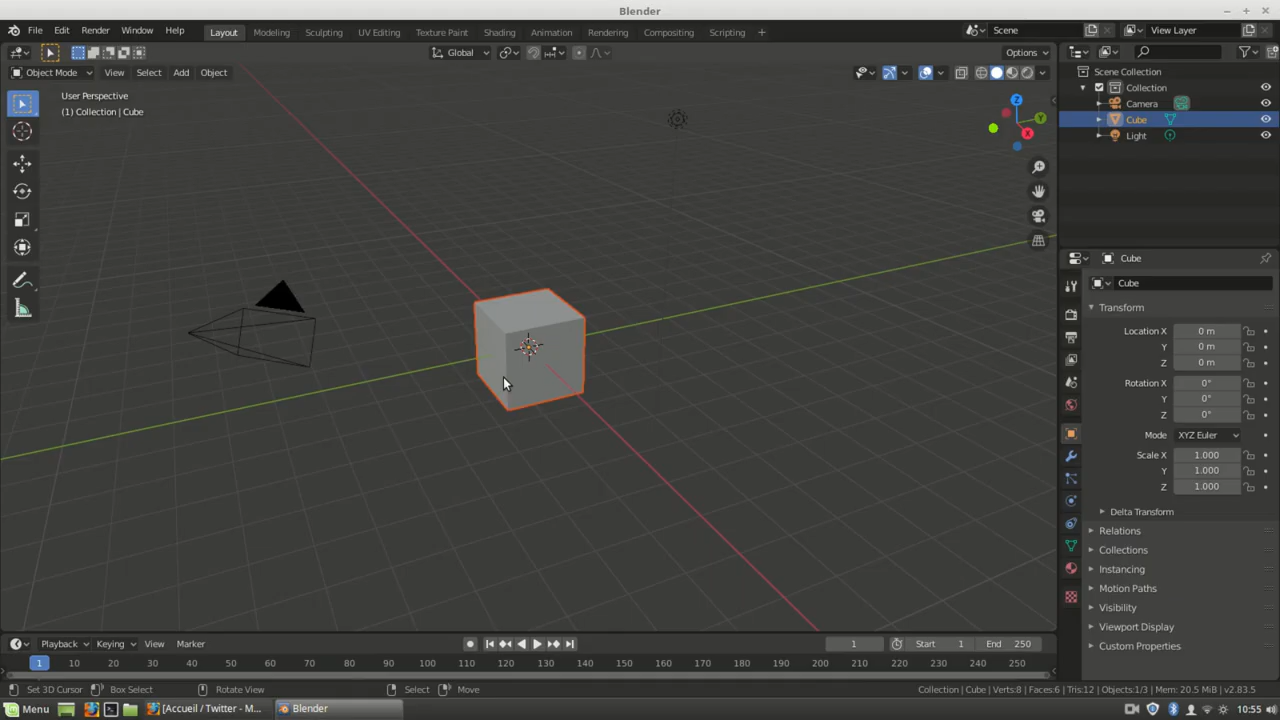 Blender
File Edit Render Window Help Layout Modeling Sculpting UV Editing Texture Paint Shading Animation Rendering Compositing Scripting + Scene View Layer
Global Options
Object Mode View Select Add Object
User Perspective
(1) Collection | Cube
Z
Y
X
Scene Collection
Collection
Camera
Cube
Light
Cube
Cube
Transform
Location X 0 m
Y 0 m
Z 0 m
Rotation X 0°
Y 0°
Z 0°
Mode XYZ Euler
Scale X 1.000
Y 1.000
Z 1.000
Delta Transform
Relations
Collections
Instancing
Motion Paths
Visibility
Viewport Display
Custom Properties
Playback Keying View Marker 1 Start 1 End 250
1 10 20 30 40 50 60 70 80 90 100 110 120 130 140 150 160 170 180 190 200 210 220 230 240 250
Set 3D Cursor Box Select Rotate View Select Move Collection | Cube | Verts:8 | Faces:6 | Tris:12 | Objects:1/3 | Mem: 20.5 MiB | v2.83.5
Menu [Accueil / Twitter - M... Blender 10:55